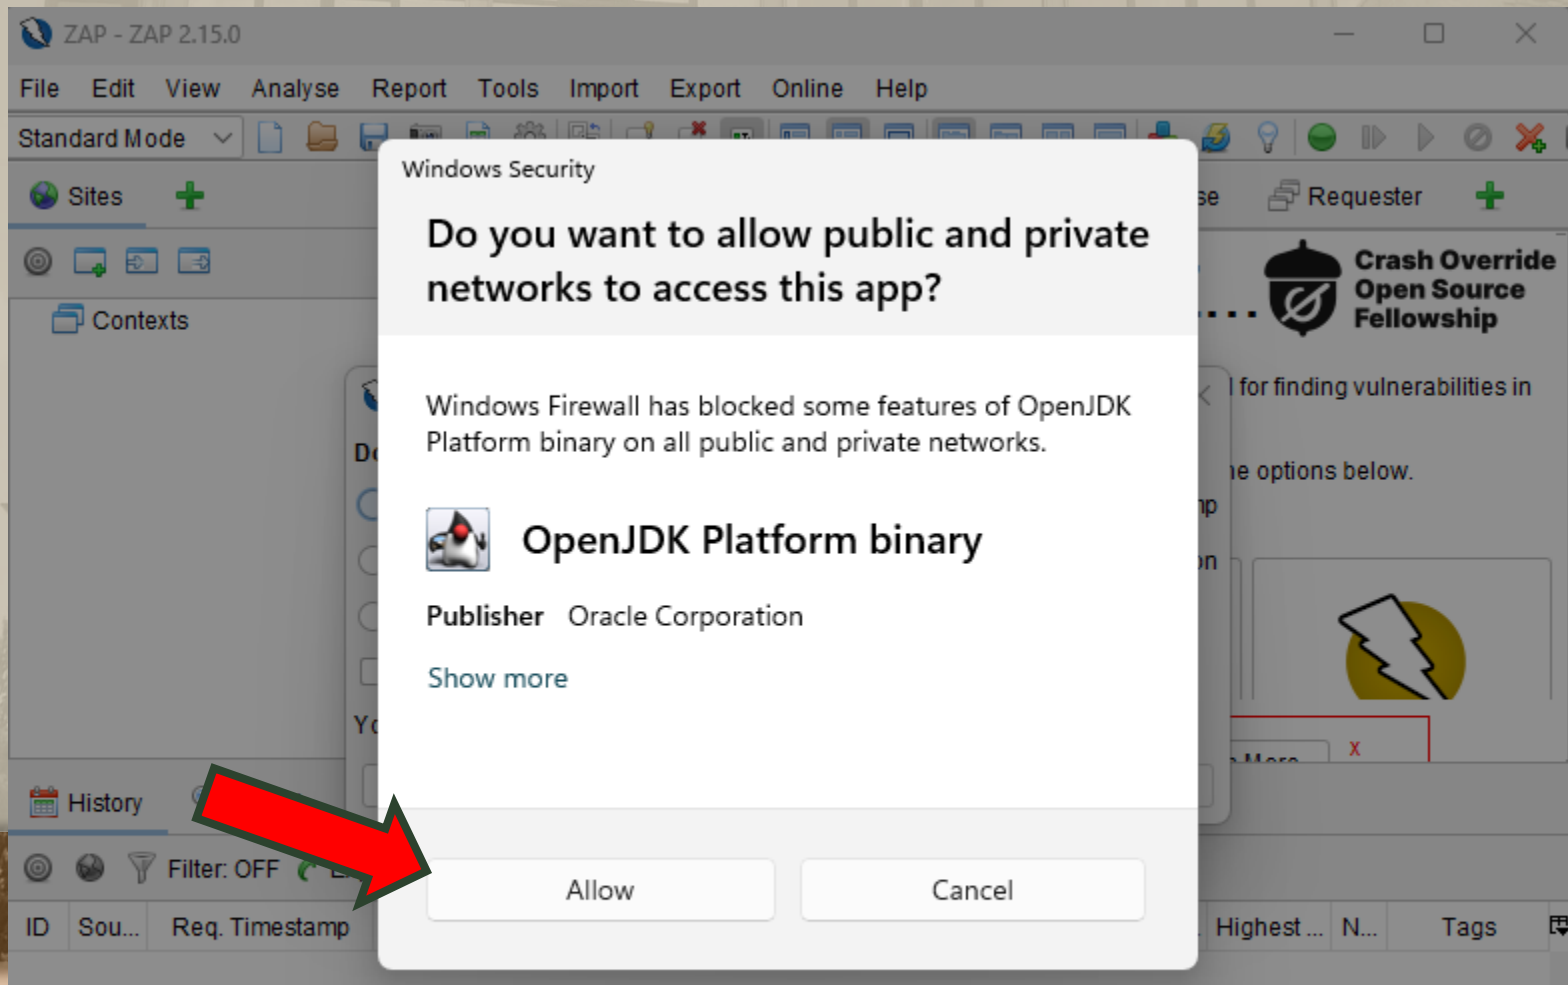 ZAP - ZAP 2.15.0
File Edit View Analyse Report Tools Import Export Online Help
Standard Mode
Sites
Requester
Contexts
Crash Override
Open Source
Fellowship
for finding vulnerabilities in
options below.
Windows Security
Do you want to allow public and private
networks to access this app?
Windows Firewall has blocked some features of OpenJDK
Platform binary on all public and private networks.
OpenJDK Platform binary
Publisher Oracle Corporation
Show more
Allow Cancel
X
History
Filter: OFF
ID Sou... Req. Timestamp Highest ... N... Tags